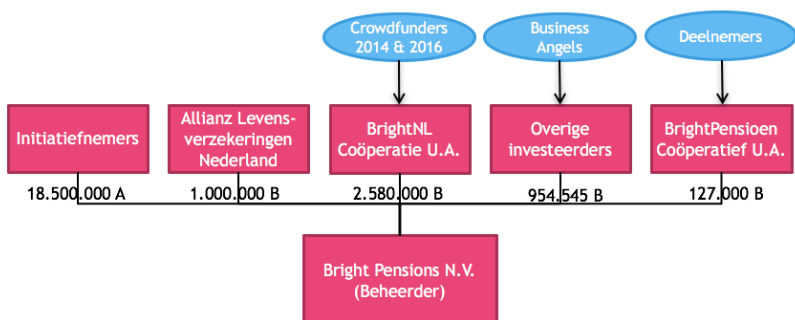 Crowdfunders
2014 & 2016
Business
Angels
Deelnemers
Initiatiefnemers
Allianz Levens-
verzekeringen
Nederland
BrightNL
Coöperatie U.A.
Overige
investeerders
BrightPensioen
Coöperatief U.A.
18.500.000 A
1.000.000 B
2.580.000 B
954.545 B
127.000 B
Bright Pensions N.V.
(Beheerder)